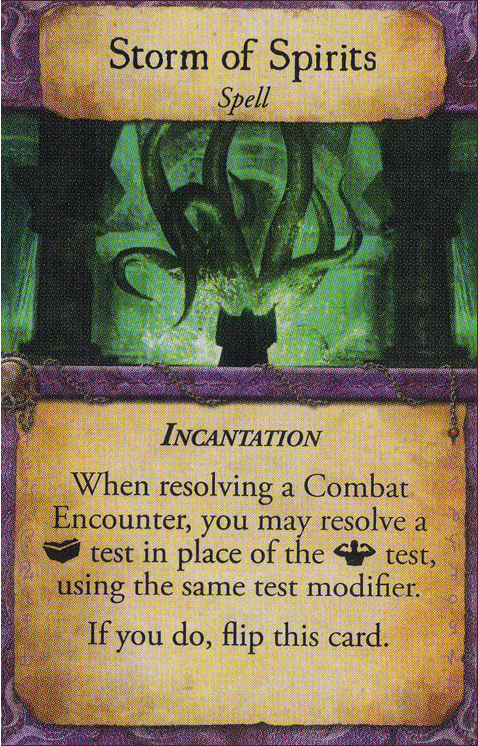 Storm of Spirits
Spell
INCANTATION
When resolving a Combat
Encounter, you may resolve a
test in place of the test,
using the same test modifier.
If you do, flip this card.